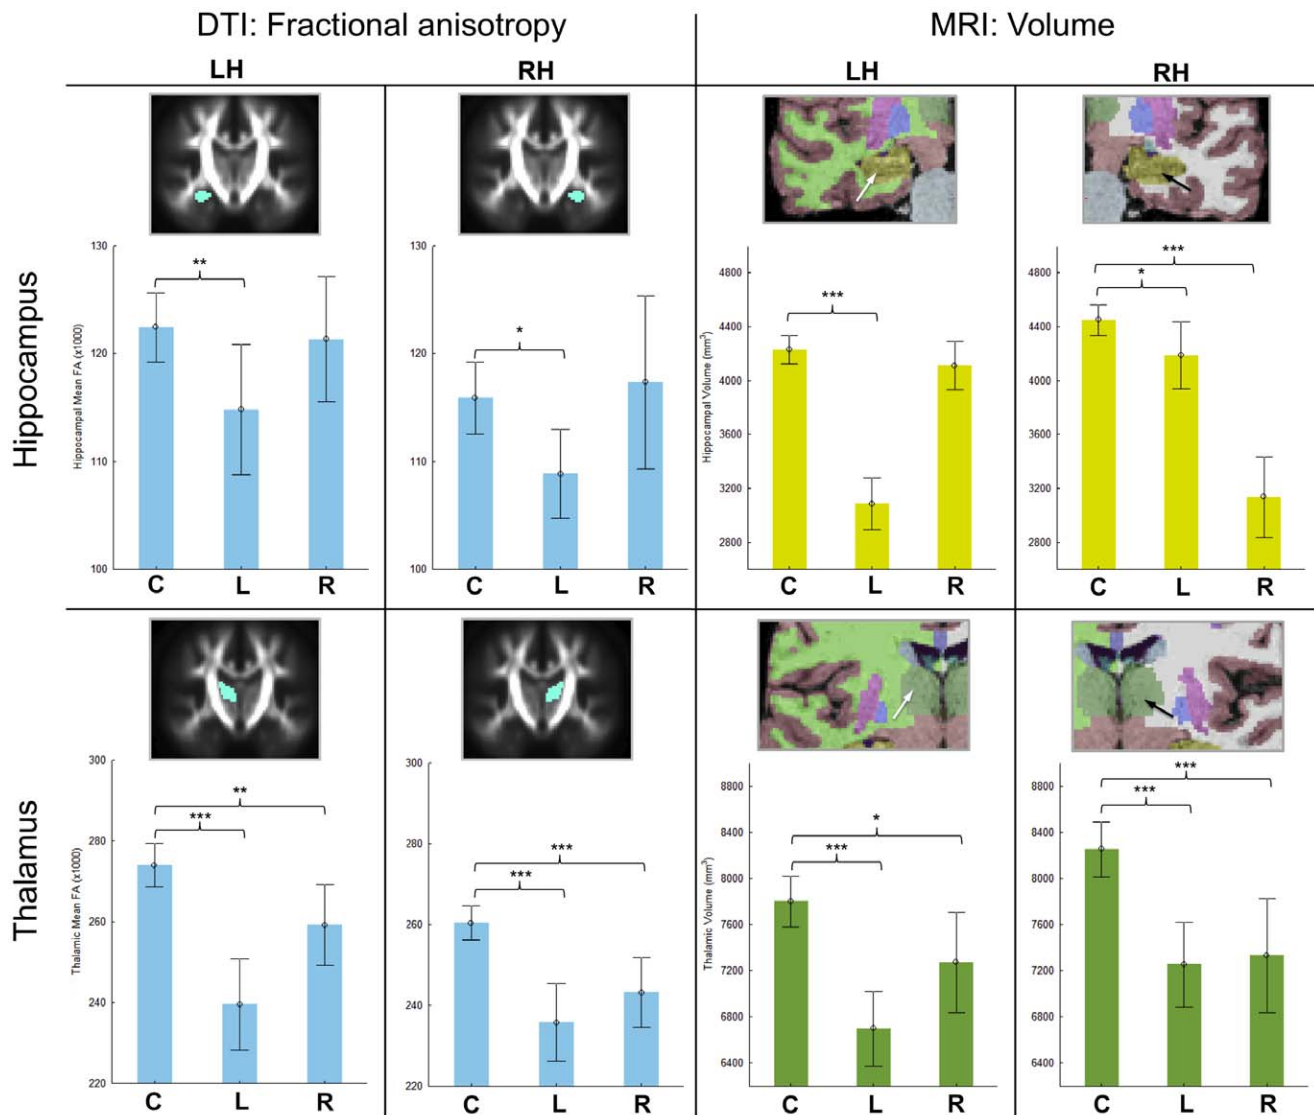 DTI: Fractional anisotropy
MRI: Volume
LH
RH
LH
RH
Hippocampus
130
120
110
100
Hippocampal Mean FA (x1000)
**
C L R
130
120
110
100
*
C L R
4800
4400
4000
3600
3200
2800
Hippocampal Volume (mm³)
***
C L R
4800
4400
4000
3600
3200
2800
***
*
C L R
Thalamus
300
280
260
240
220
Thalamic Mean FA (x1000)
**
***
C L R
300
280
260
240
220
***
***
C L R
8800
8400
8000
7600
7200
6800
6400
Thalamic Volume (mm³)
*
***
C L R
8800
8400
8000
7600
7200
6800
6400
***
***
C L R